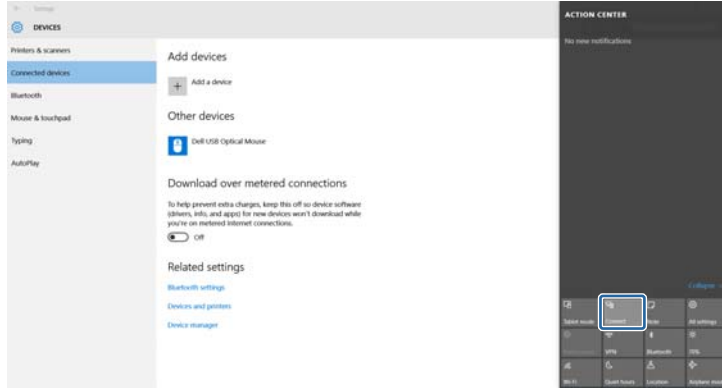 Settings
DEVICES
Printers & scanners
Connected devices
Bluetooth
Mouse & touchpad
Typing
AutoPlay
Add devices
Add a device
Other devices
Dell USB Optical Mouse
Download over metered connections
To help prevent extra charges, keep this off so device software
(drivers, info, and apps) for new devices won't download while
you're on metered Internet connections.
Off
Related settings
Bluetooth settings
Devices and printers
Device manager
ACTION CENTER
No new notifications
Collapse
Tablet mode Connect Note All settings
VPN Bluetooth 70%
Wi-Fi Quiet hours Location Airplane mode